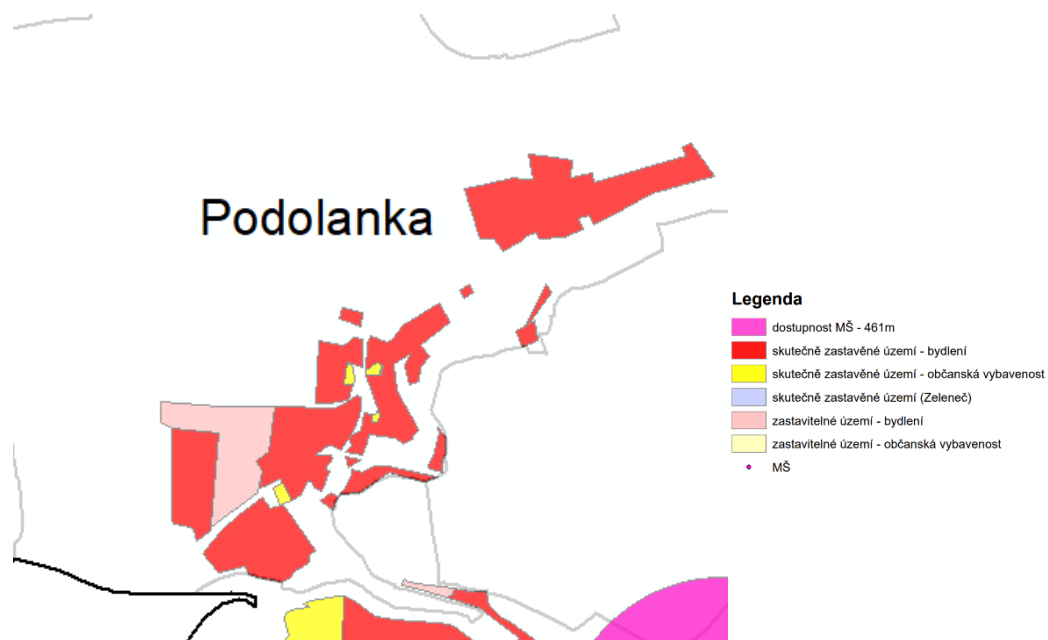 Podolanka
Legenda
dostupnost MŠ - 461m
skutečně zastavěné území - bydlení
skutečně zastavěné území - občanská vybavenost
skutečně zastavěné území (Zeleneč)
zastavitelné území - bydlení
zastavitelné území - občanská vybavenost
MŠ